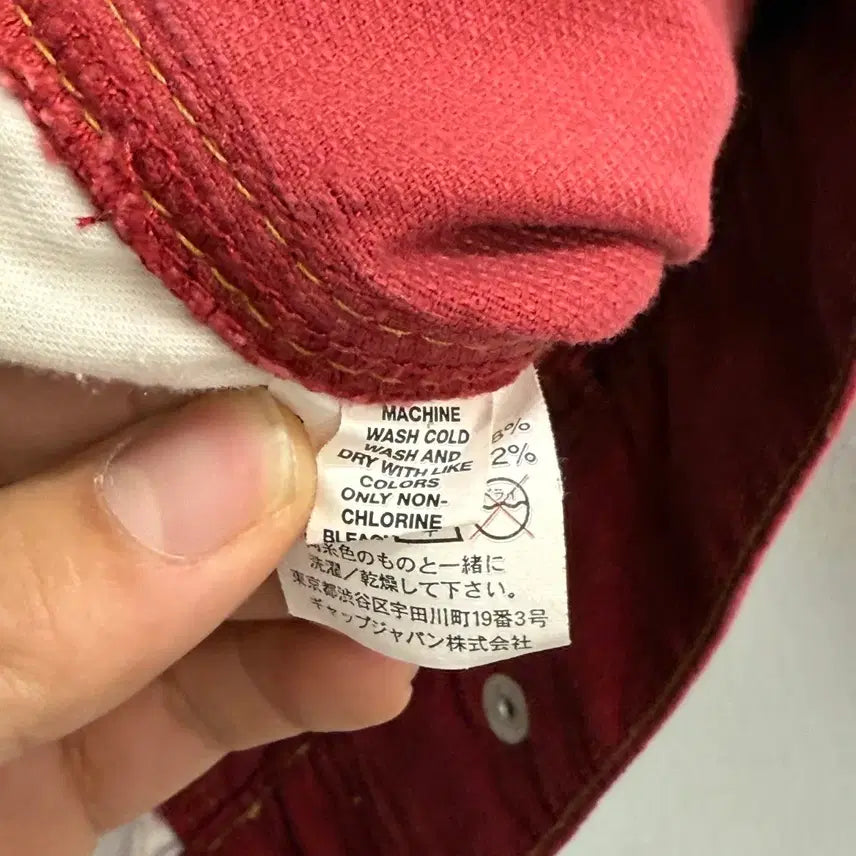 MACHINE
WASH COLD
WASH AND
DRY WITH LIKE
COLORS
ONLY NON-
CHLORINE
2%
ドライ
系色のものと一緒に
洗濯/乾燥して下さい。
東京都渋谷区宇田川町19番3号
ギャップジャパン株式会社